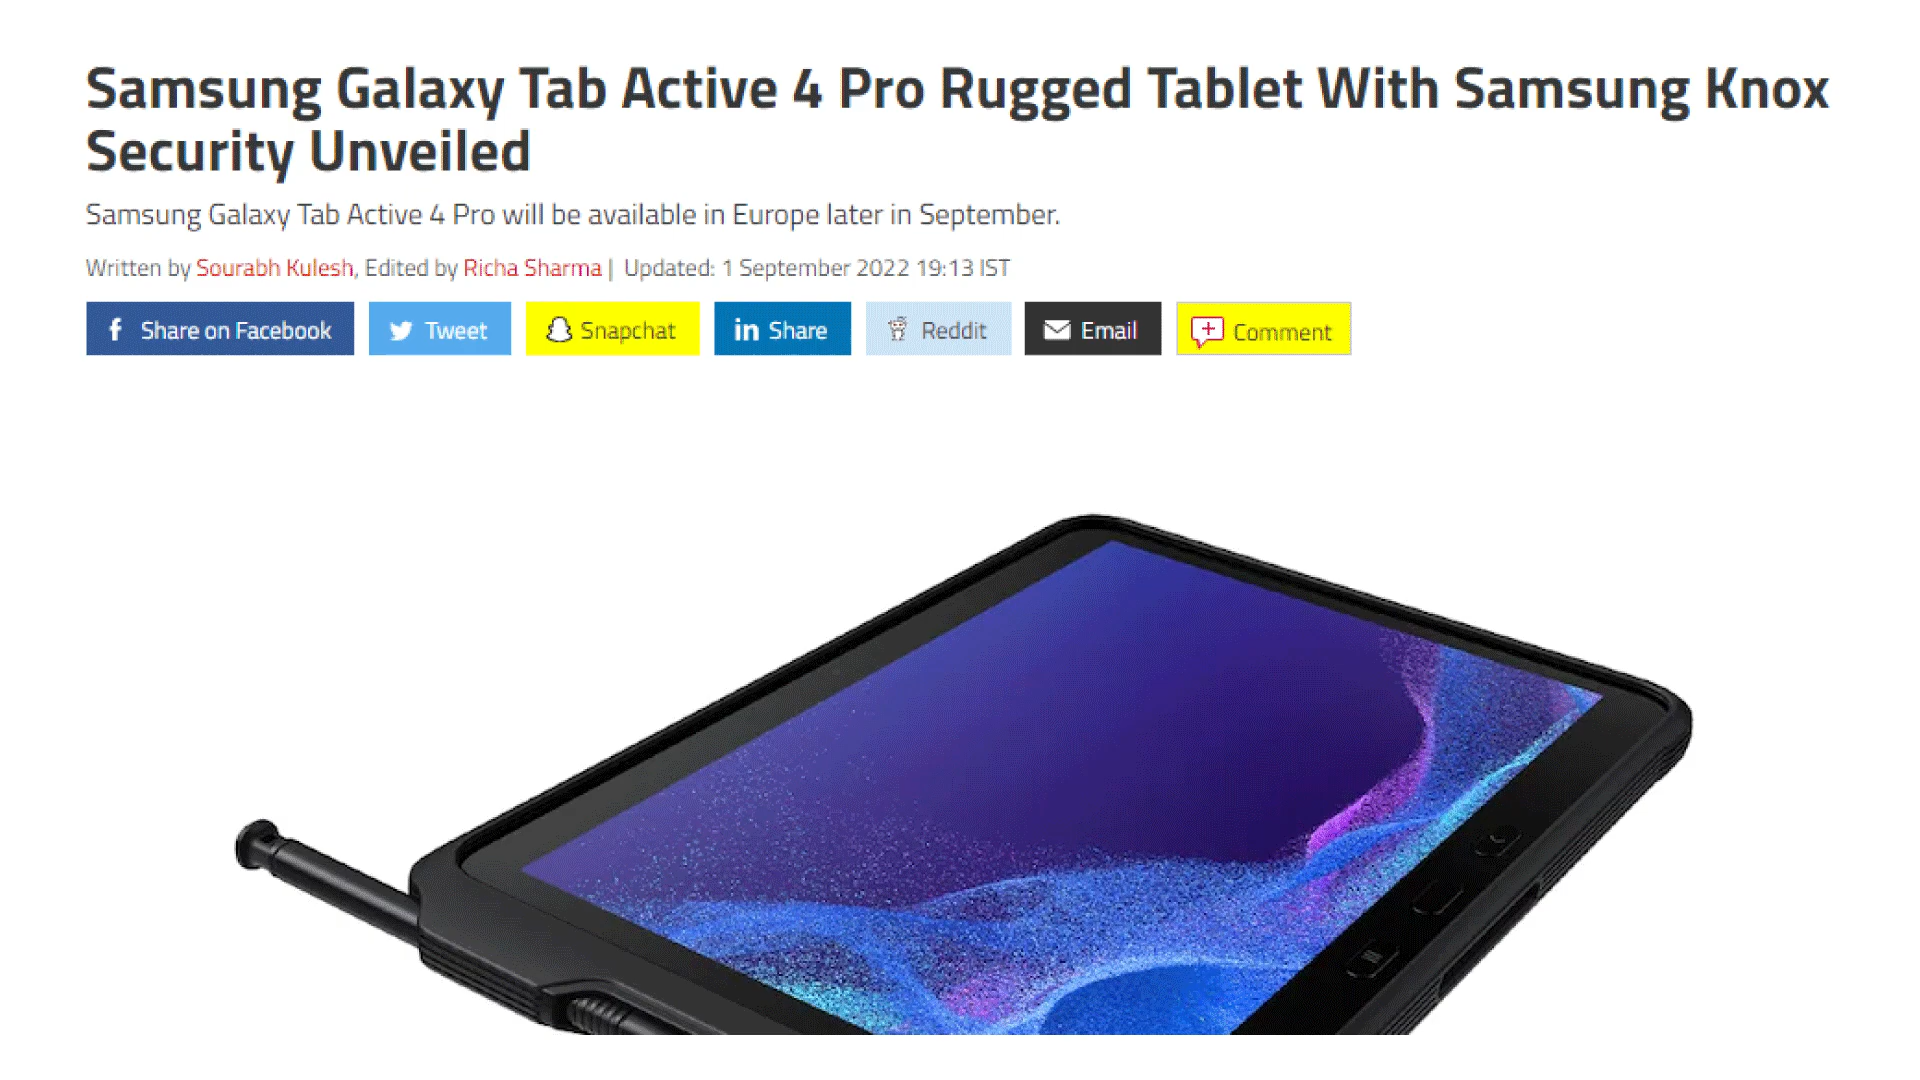 Samsung Galaxy Tab Active 4 Pro Rugged Tablet With Samsung Knox
Security Unveiled
Samsung Galaxy Tab Active 4 Pro will be available in Europe later in September.
Written by Sourabh Kulesh, Edited by Richa Sharma | Updated: 1 September 2022 19:13 IST
Share on Facebook Tweet Snapchat in Share Reddit Email Comment